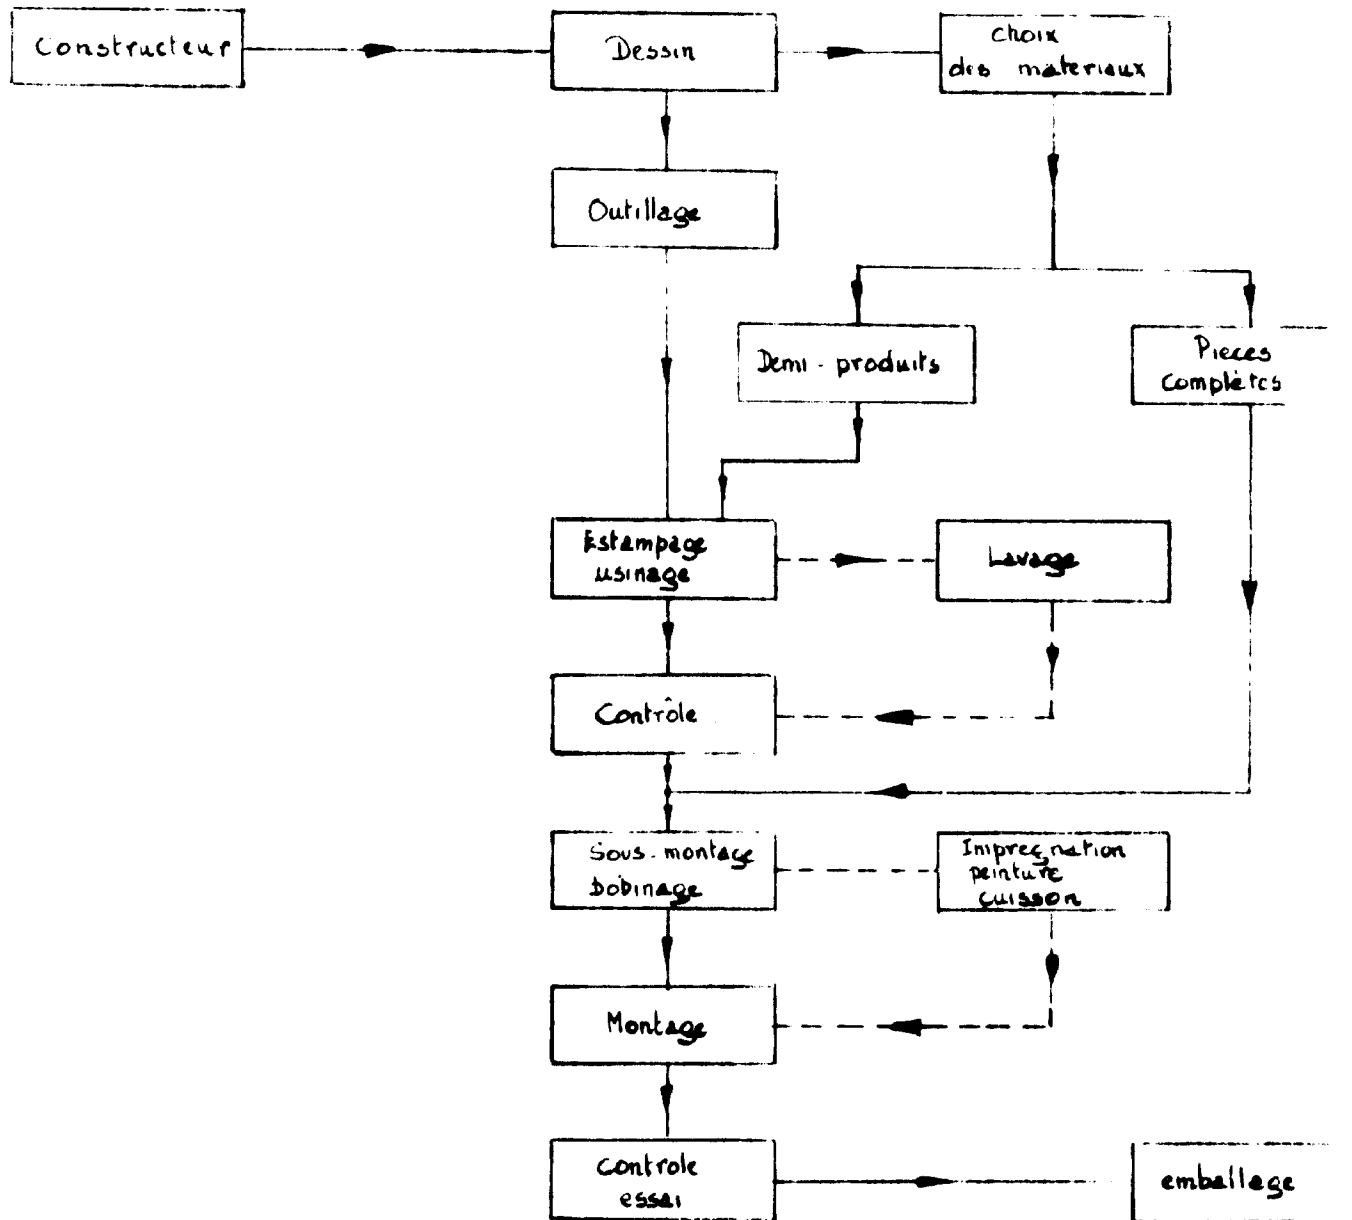 Constructeur
Dessin
choix
des materiaux
Outillage
Demi-produits
Pieces
complètes
Estampage
usinage
Lavage
Contrôle
Sous-montage
bobinage
Impregnation
peinture
cuisson
Montage
controle
essai
emballage